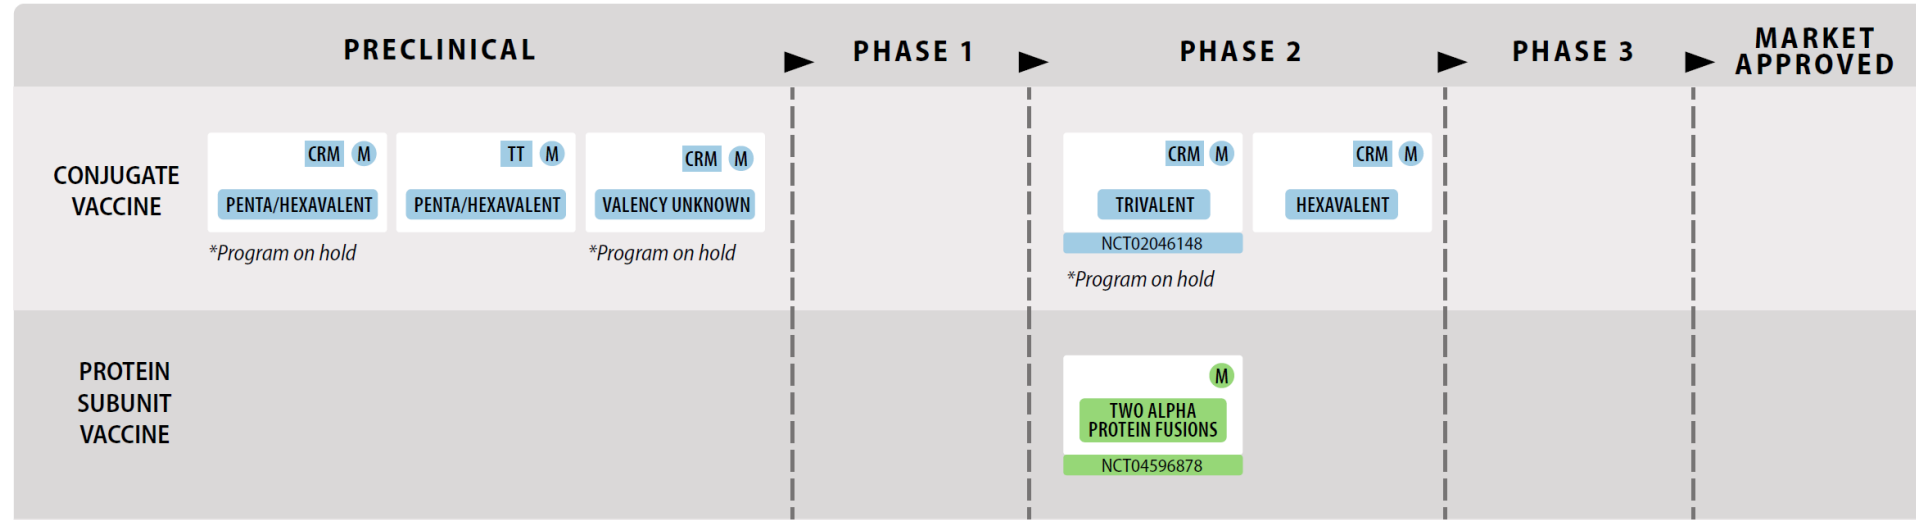 PRECLINICAL
PHASE 1
PHASE 2
PHASE 3
MARKET
APPROVED
CONJUGATE
VACCINE
CRM M
PENTA/HEXAVALENT
*Program on hold
TT M
PENTA/HEXAVALENT
CRM M
VALENCY UNKNOWN
*Program on hold
CRM M
TRIVALENT
NCT02046148
*Program on hold
CRM M
HEXAVALENT
PROTEIN
SUBUNIT
VACCINE
M
TWO ALPHA
PROTEIN FUSIONS
NCT04596878